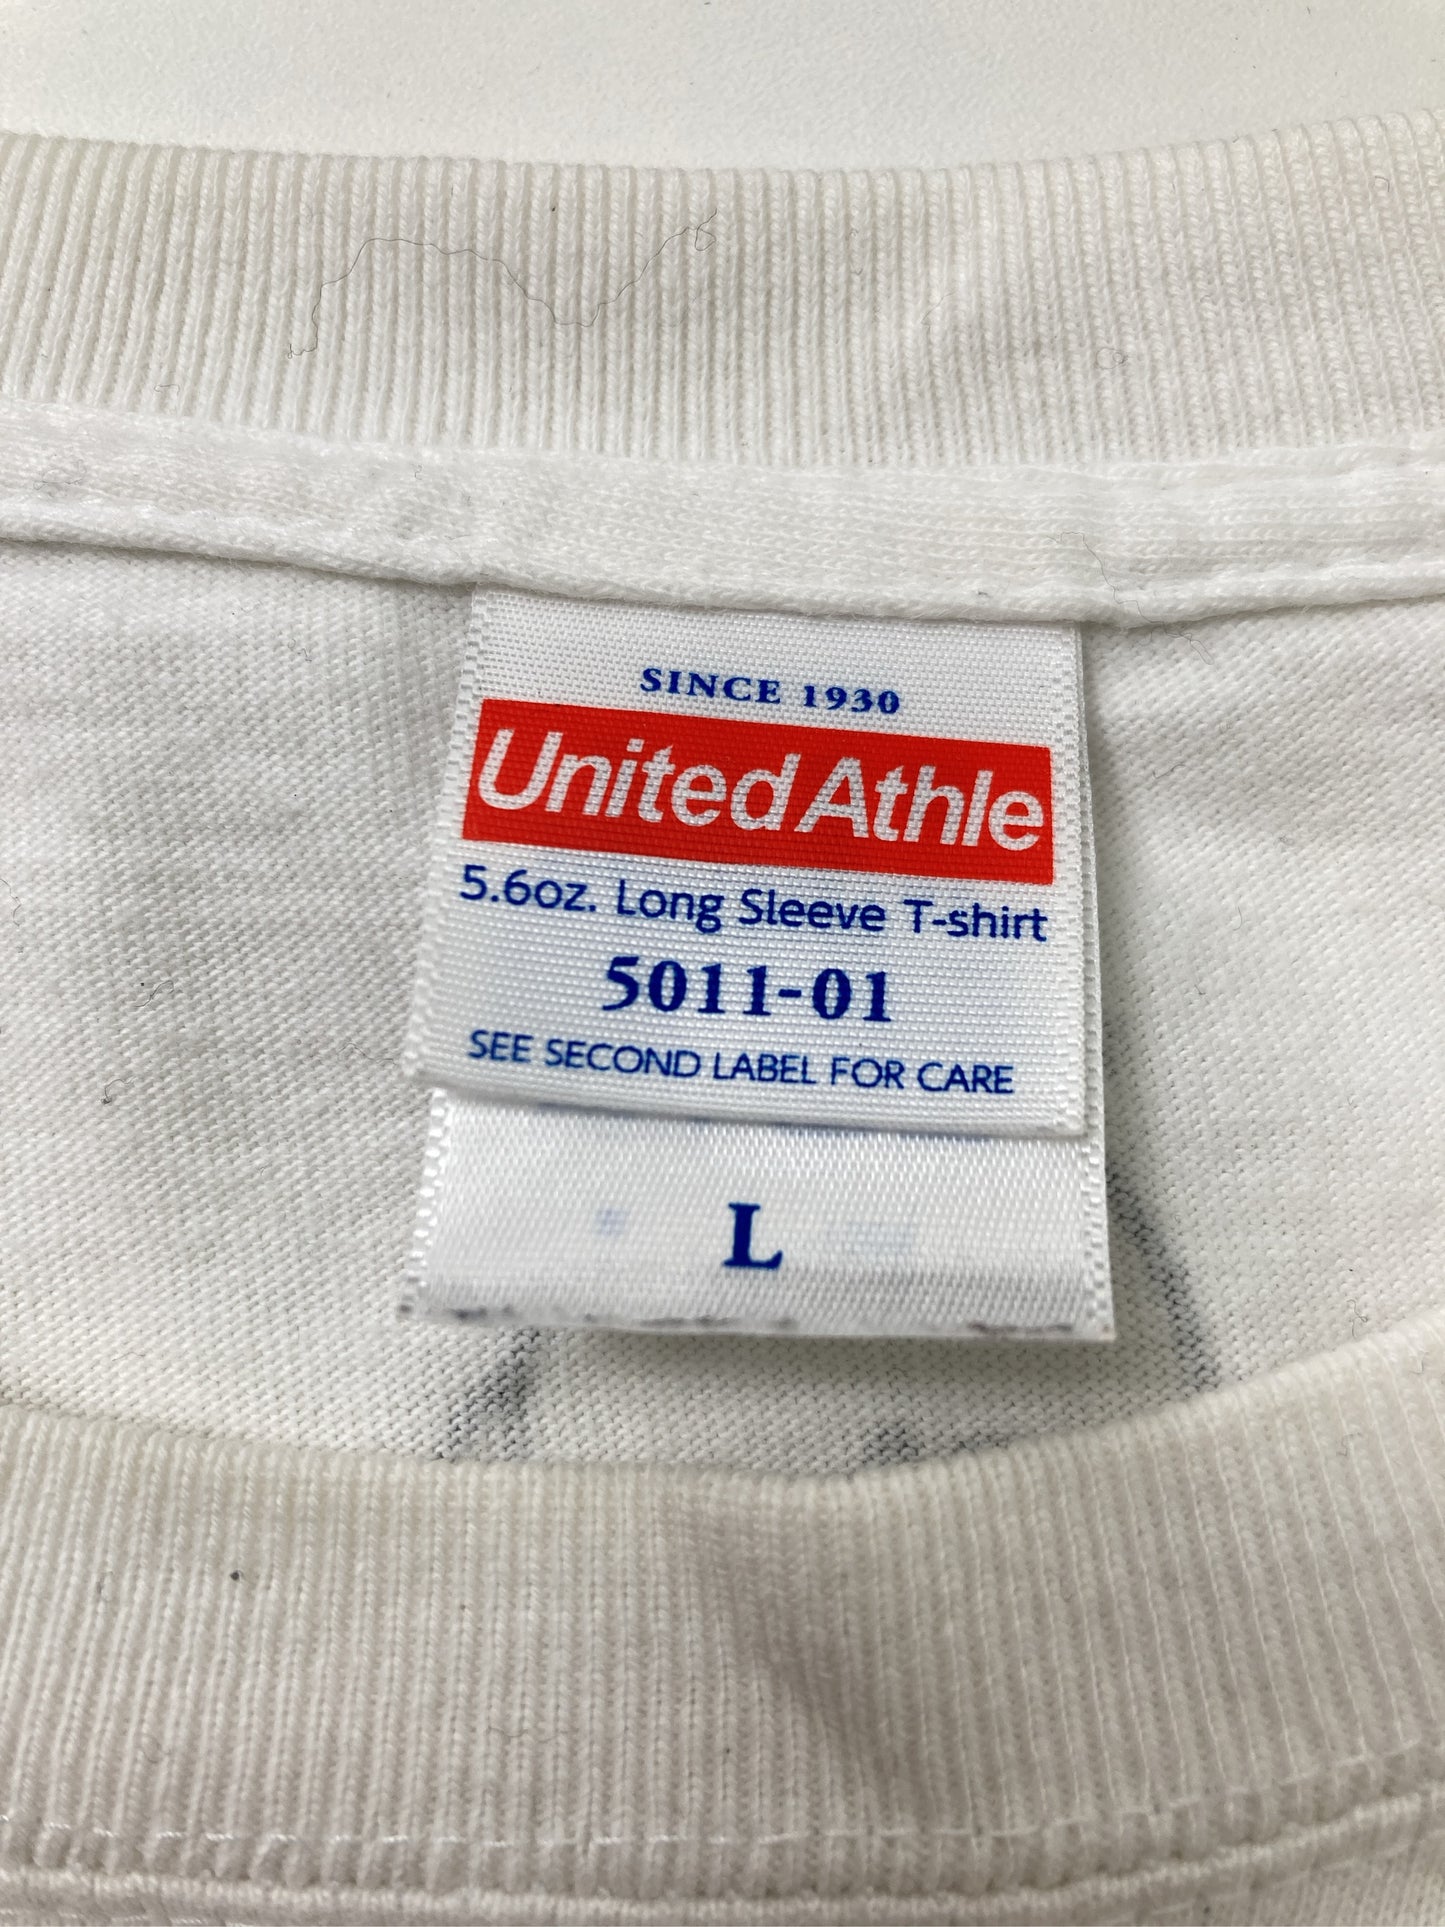 SINCE 1930
United Athle
5.6oz. Long Sleeve T-shirt
5011-01
SEE SECOND LABEL FOR CARE
L